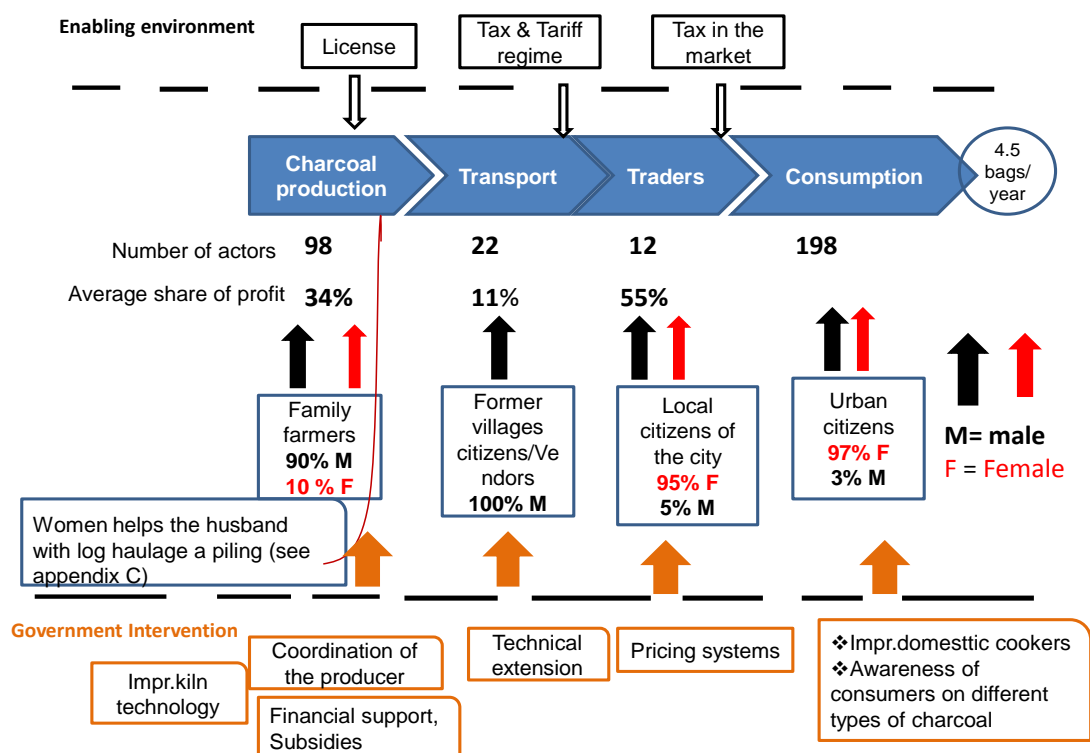 Enabling environment
License
Tax & Tariff
regime
Tax in the
market
Charcoal
production
Transport
Traders
Consumption
4.5
bags/
year
Number of actors
98
22
12
198
Average share of profit
34%
11%
55%
Family
farmers
90% M
10 % F
Former
villages
citizens/Ve
ndors
100% M
Local
citizens of
the city
95% F
5% M
Urban
citizens
97% F
3% M
M= male
F = Female
Women helps the husband
with log haulage a piling (see
appendix C)
Government Intervention
Impr.kiln
technology
Coordination of
the producer
Financial support,
Subsidies
Technical
extension
Pricing systems
❖Impr.domesttic cookers
❖Awareness of
consumers on different
types of charcoal